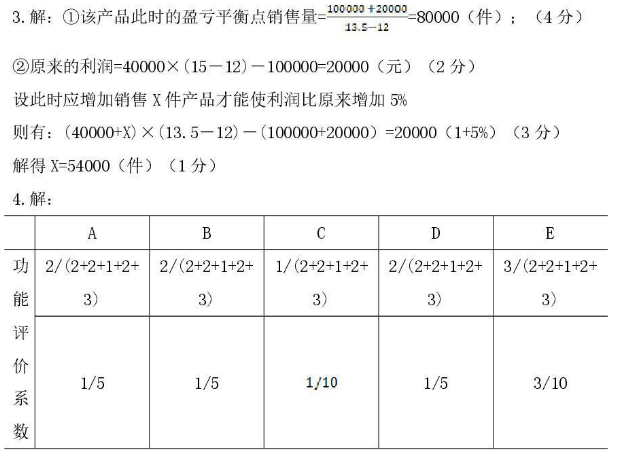 3.解：①该产品此时的盈亏平衡点销售量=(100000+20000)/(13.5-12)=80000（件）；（4分）
②原来的利润=40000×(15-12)-100000=20000（元）（2分）
设此时应增加销售X件产品才能使利润比原来增加5%
则有：(40000+X)×(13.5-12)-(100000+20000）=20000（1+5%）（3分）
解得X=54000（件）（1分）
4.解：
A B C D E
功能评价系数
2/(2+2+1+2+3) 2/(2+2+1+2+3) 1/(2+2+1+2+3) 2/(2+2+1+2+3) 3/(2+2+1+2+3)
1/5 1/5 1/10 1/5 3/10